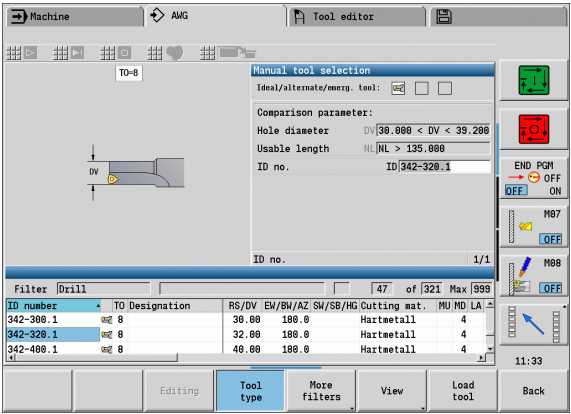 Machine AWG Tool editor
TO=8
Manual tool selection
Ideal/alternate/emerg. tool:
Comparison parameter:
Hole diameter DV 30.000 < DV < 39.200
Usable length NL NL > 135.000
ID no. ID 342-320.1
DV
ID no. 1/1
END PGM
OFF
OFF ON
M07
OFF
M08
OFF
Filter Drill 47 of 321 Max 999
ID number TO Designation RS/DV EW/BW/AZ SW/SB/HG Cutting mat. MU MD LA
342-300.1 8 30.00 180.0 Hartmetall 4
342-320.1 8 32.00 180.0 Hartmetall 4
342-400.1 8 40.00 180.0 Hartmetall 4
11:33
Editing
Tool type
More filters
View
Load tool
Back